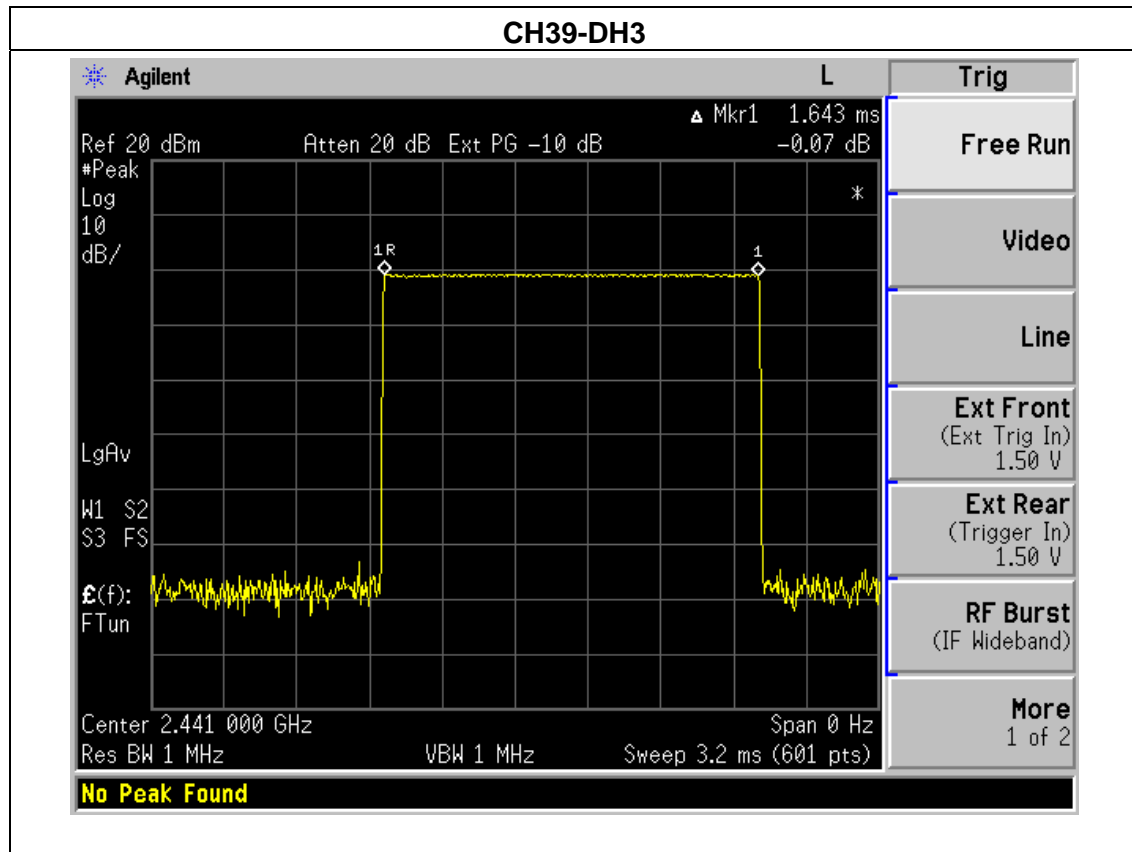 CH39-DH3
Agilent L Trig
Δ Mkr1 1.643 ms
Ref 20 dBm Atten 20 dB Ext PG −10 dB −0.07 dB
#Peak
Log
10
dB/
*
1R
1
LgAv
W1 S2
S3 FS
£(f):
FTun
Center 2.441 000 GHz Span 0 Hz
Res BW 1 MHz VBW 1 MHz Sweep 3.2 ms (601 pts)
No Peak Found
Free Run
Video
Line
Ext Front
(Ext Trig In)
1.50 V
Ext Rear
(Trigger In)
1.50 V
RF Burst
(IF Wideband)
More
1 of 2